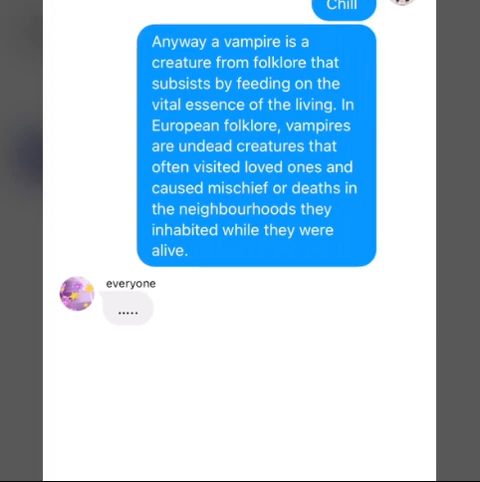 Chill
Anyway a vampire is a
creature from folklore that
subsists by feeding on the
vital essence of the living. In
European folklore, vampires
are undead creatures that
often visited loved ones and
caused mischief or deaths in
the neighbourhoods they
inhabited while they were
alive.
everyone
.....